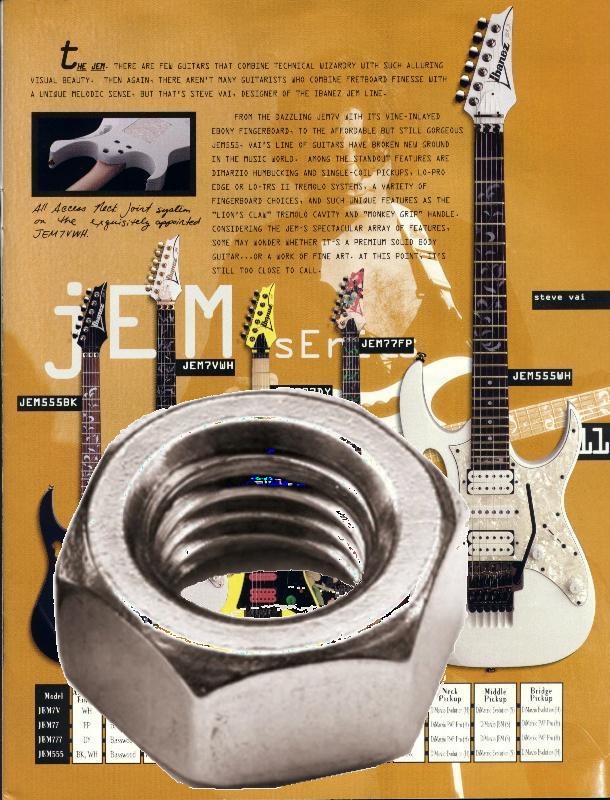 tHE JEM. THERE ARE FEW GUITARS THAT COMBINE TECHNICAL WIZARDRY WITH SUCH ALLURING
VISUAL BEAUTY. THEN AGAIN, THERE AREN'T MANY GUITARISTS WHO COMBINE FRETBOARD FINESSE WITH
A UNIQUE MELODIC SENSE, BUT THAT'S STEVE VAI, DESIGNER OF THE IBANEZ JEM LINE.
FROM THE DAZZLING JEM7V WITH ITS VINE-INLAYED
EBONY FINGERBOARD, TO THE AFFORDABLE BUT STILL GORGEOUS
JEM555, VAI'S LINE OF GUITARS HAVE BROKEN NEW GROUND
IN THE MUSIC WORLD. AMONG THE STANDOUT FEATURES ARE
DIMARZIO HUMBUCKING AND SINGLE-COIL PICKUPS, LO-PRO
EDGE OR LO-TRS II TREMOLO SYSTEMS, A VARIETY OF
FINGERBOARD CHOICES, AND SUCH UNIQUE FEATURES AS THE
"LION'S CLAW" TREMOLO CAVITY AND "MONKEY GRIP" HANDLE.
CONSIDERING THE JEM'S SPECTACULAR ARRAY OF FEATURES,
SOME MAY WONDER WHETHER IT'S A PREMIUM SOLID BODY
GUITAR...OR A WORK OF FINE ART. AT THIS POINT, IT'S
STILL TOO CLOSE TO CALL.
All Access Neck Joint system
on the exquisitely appointed
JEM7VWH.
Ibanez
steve vai
jEM sEries
JEM77FP
JEM7VWH
JEM555WH
JEM555BK
Model Neck Pickup Middle Pickup Bridge Pickup
JEM7V WH
JEM77 FP
JEM777 DY Basswood
JEM555 BK, WH Basswood